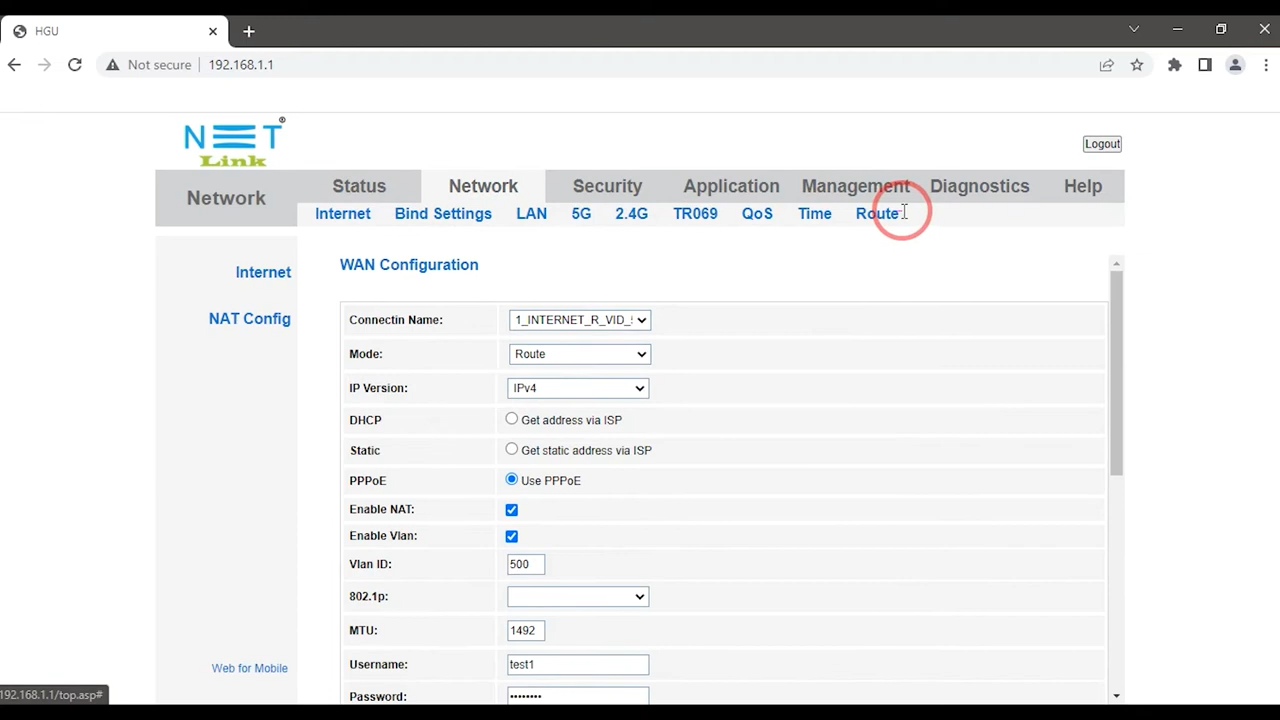 HGU
Not secure
192.168.1.1
NET
Link
Logout
Network
Status
Network
Security
Application
Management
Diagnostics
Help
Internet
Bind Settings
LAN
5G
2.4G
TR069
QoS
Time
Route
Internet
NAT Config
Web for Mobile
WAN Configuration
Connectin Name:
1_INTERNET_R_VID_
Mode:
Route
IP Version:
IPv4
DHCP
Get address via ISP
Static
Get static address via ISP
PPPoE
Use PPPoE
Enable NAT:
Enable Vlan:
Vlan ID:
500
802.1p:
MTU:
1492
Username:
test1
Password:
••••••••
192.168.1.1/top.asp#